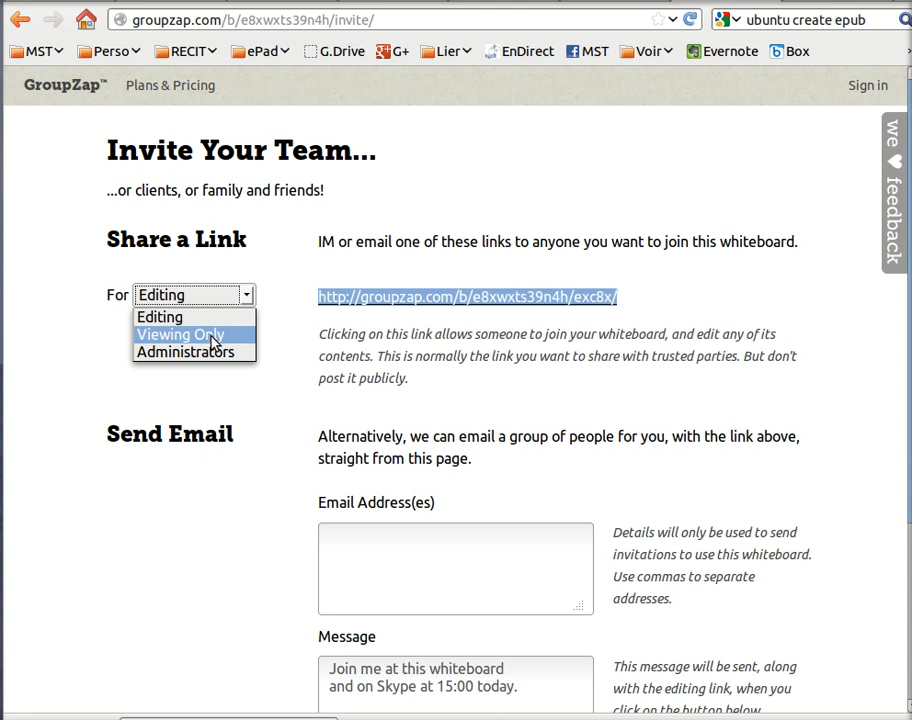 groupzap.com/b/e8xwxts39n4h/invite/
ubuntu create epub
MST Perso RECIT ePad G.Drive G+ Lier EnDirect MST Voir Evernote Box
GroupZap™ Plans & Pricing Sign in
we feedback
Invite Your Team...
...or clients, or family and friends!
Share a Link
IM or email one of these links to anyone you want to join this whiteboard.
For Editing
http://groupzap.com/b/e8xwxts39n4h/exc8x/
Editing
Viewing Only
Administrators
Clicking on this link allows someone to join your whiteboard, and edit any of its
contents. This is normally the link you want to share with trusted parties. But don't
post it publicly.
Send Email
Alternatively, we can email a group of people for you, with the link above,
straight from this page.
Email Address(es)
Details will only be used to send
invitations to use this whiteboard.
Use commas to separate
addresses.
Message
Join me at this whiteboard
and on Skype at 15:00 today.
This message will be sent, along
with the editing link, when you
click on the button below